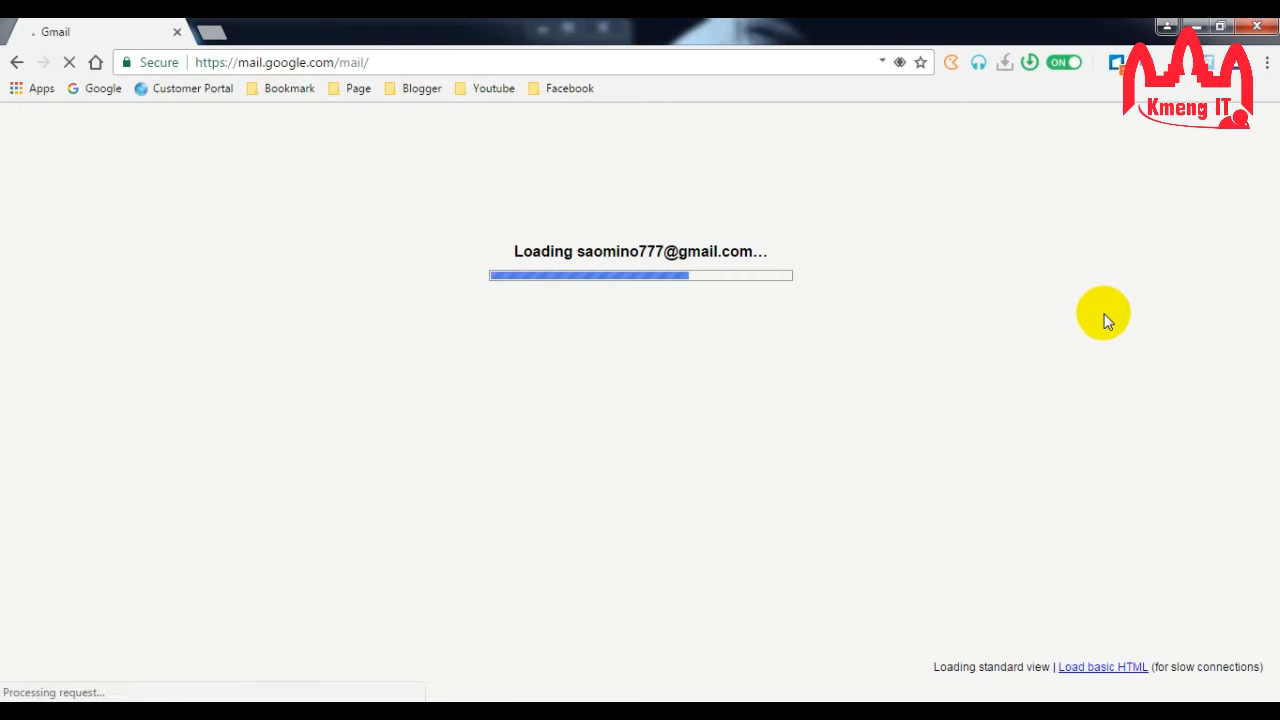 Gmail
Secure
https://mail.google.com/mail/
ON
Apps
Google
Customer Portal
Bookmark
Page
Blogger
Youtube
Facebook
Kmeng IT
Loading saomino777@gmail.com…
Loading standard view | Load basic HTML (for slow connections)
Processing request...